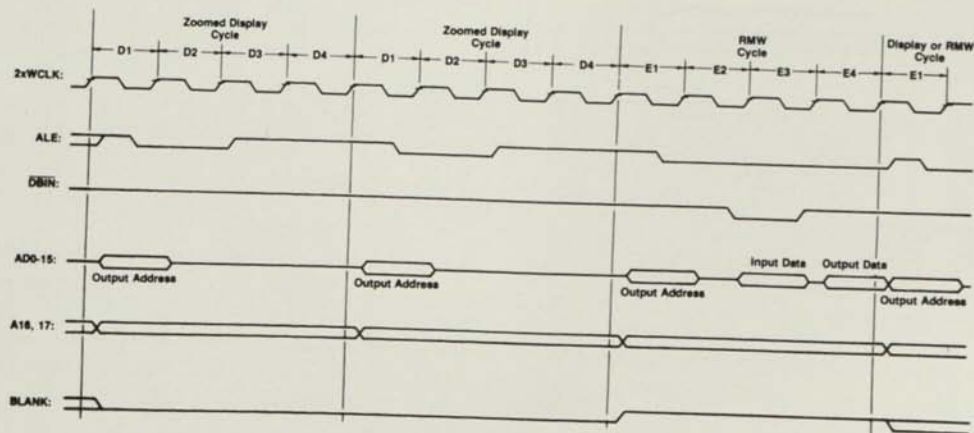 Zoomed Display
Cycle
Zoomed Display
Cycle
RMW
Cycle
Display or RMW
Cycle
D1 D2 D3 D4 D1 D2 D3 D4 E1 E2 E3 E4 E1
2xWCLK:
ALE:
DBIN:
AD0-15:
Output Address
Output Address
Output Address
Input Data
Output Data
Output Address
A16, 17:
BLANK: